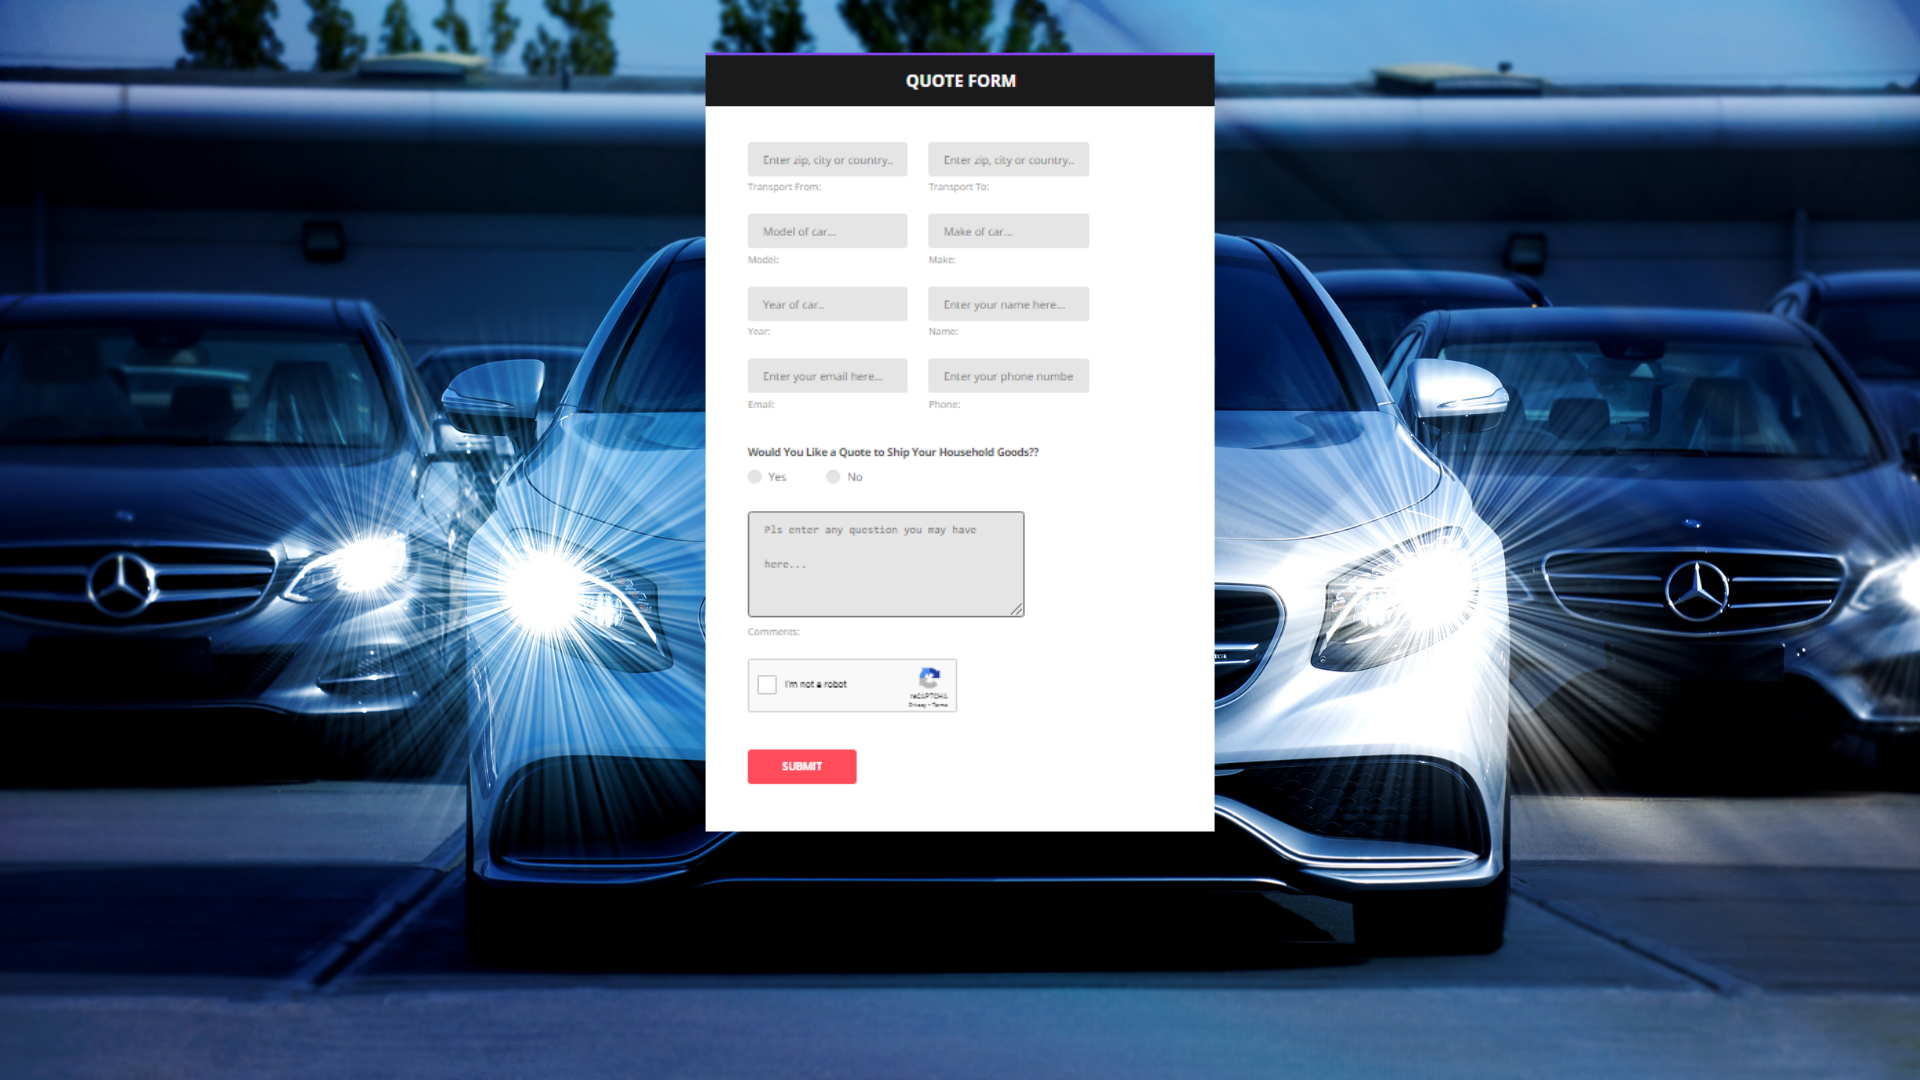 QUOTE FORM
Enter zip, city or country.. Enter zip, city or country..
Transport From: Transport To:
Model of car... Make of car...
Model: Make:
Year of car.. Enter your name here...
Year: Name:
Enter your email here... Enter your phone numbe
Email: Phone:
Would You Like a Quote to Ship Your Household Goods??
Yes No
Pls enter any question you may have
here...
Comments:
I'm not a robot
reCAPTCHA
Privacy - Terms
SUBMIT